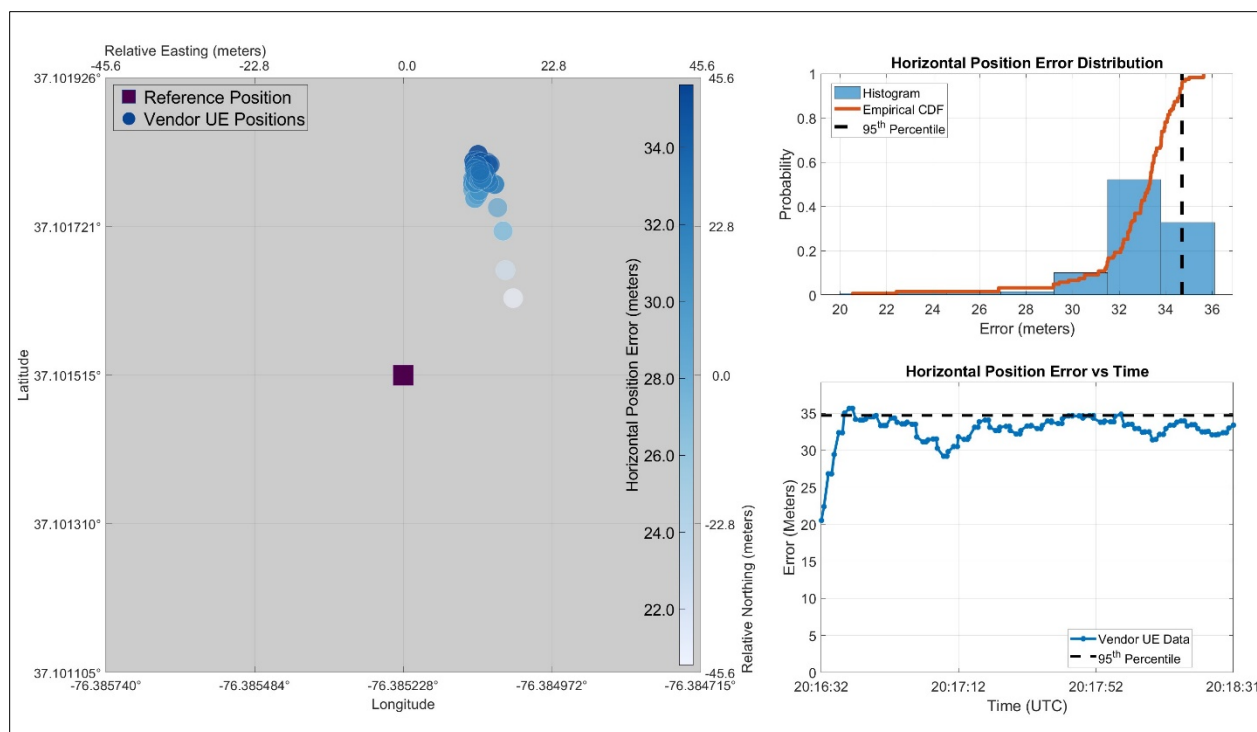 Relative Easting (meters)
-45.6 -22.8 0.0 22.8 45.6
37.101926° 45.6
Reference Position
Vendor UE Positions
34.0
32.0
37.101721° 22.8
30.0
Horizontal Position Error (meters)
Latitude
37.101515° 28.0 0.0
26.0
37.101310° 24.0 -22.8
Relative Northing (meters)
22.0
37.101105° -45.6
-76.385740° -76.385484° -76.385228° -76.384972° -76.384715°
Longitude
Horizontal Position Error Distribution
Histogram
Empirical CDF
95th Percentile
Probability
1
0.8
0.6
0.4
0.2
0
20 22 24 26 28 30 32 34 36
Error (meters)
Horizontal Position Error vs Time
Error (Meters)
35
30
25
20
15
10
5
0
Vendor UE Data
95th Percentile
20:16:32 20:17:12 20:17:52 20:18:31
Time (UTC)